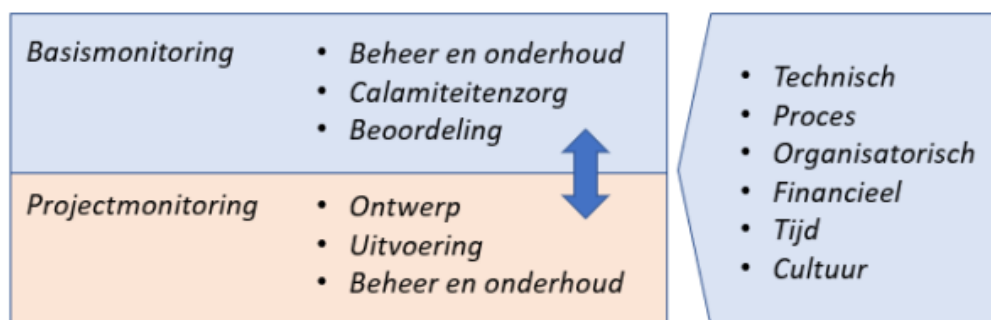 Basismonitoring
• Beheer en onderhoud
• Calamiteitenzorg
• Beoordeling
Projectmonitoring
• Ontwerp
• Uitvoering
• Beheer en onderhoud
• Technisch
• Proces
• Organisatorisch
• Financieel
• Tijd
• Cultuur